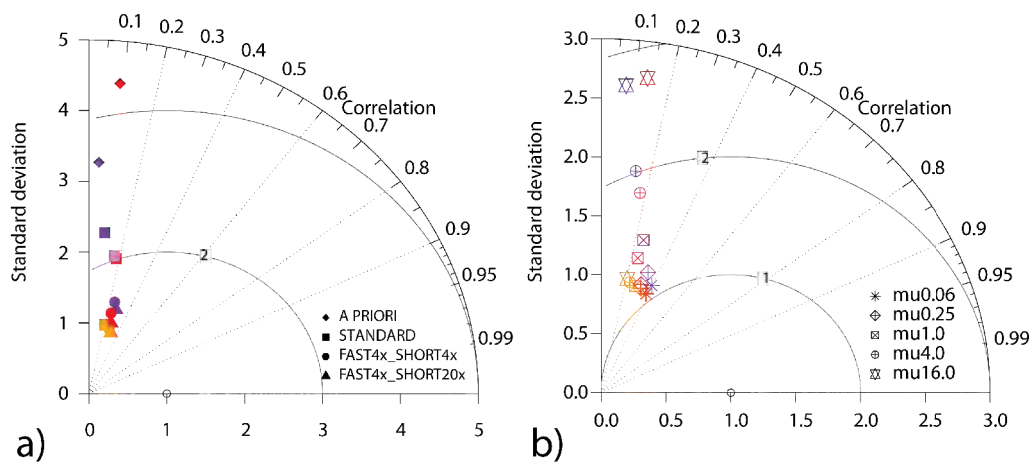 Standard deviation
5
4
3
2
1
0
0 1 2 3 4 5
0.1
0.2
0.3
0.4
0.5
0.6
Correlation
0.7
0.8
0.9
0.95
0.99
2
A PRIORI
STANDARD
FAST4x_SHORT4x
FAST4x_SHORT20x
a)
Standard deviation
3.0
2.5
2.0
1.5
1.0
0.5
0.0
0.0 0.5 1.0 1.5 2.0 2.5 3.0
0.1
0.2
0.3
0.4
0.5
0.6
Correlation
0.7
0.8
0.9
0.95
0.99
2
1
mu0.06
mu0.25
mu1.0
mu4.0
mu16.0
b)